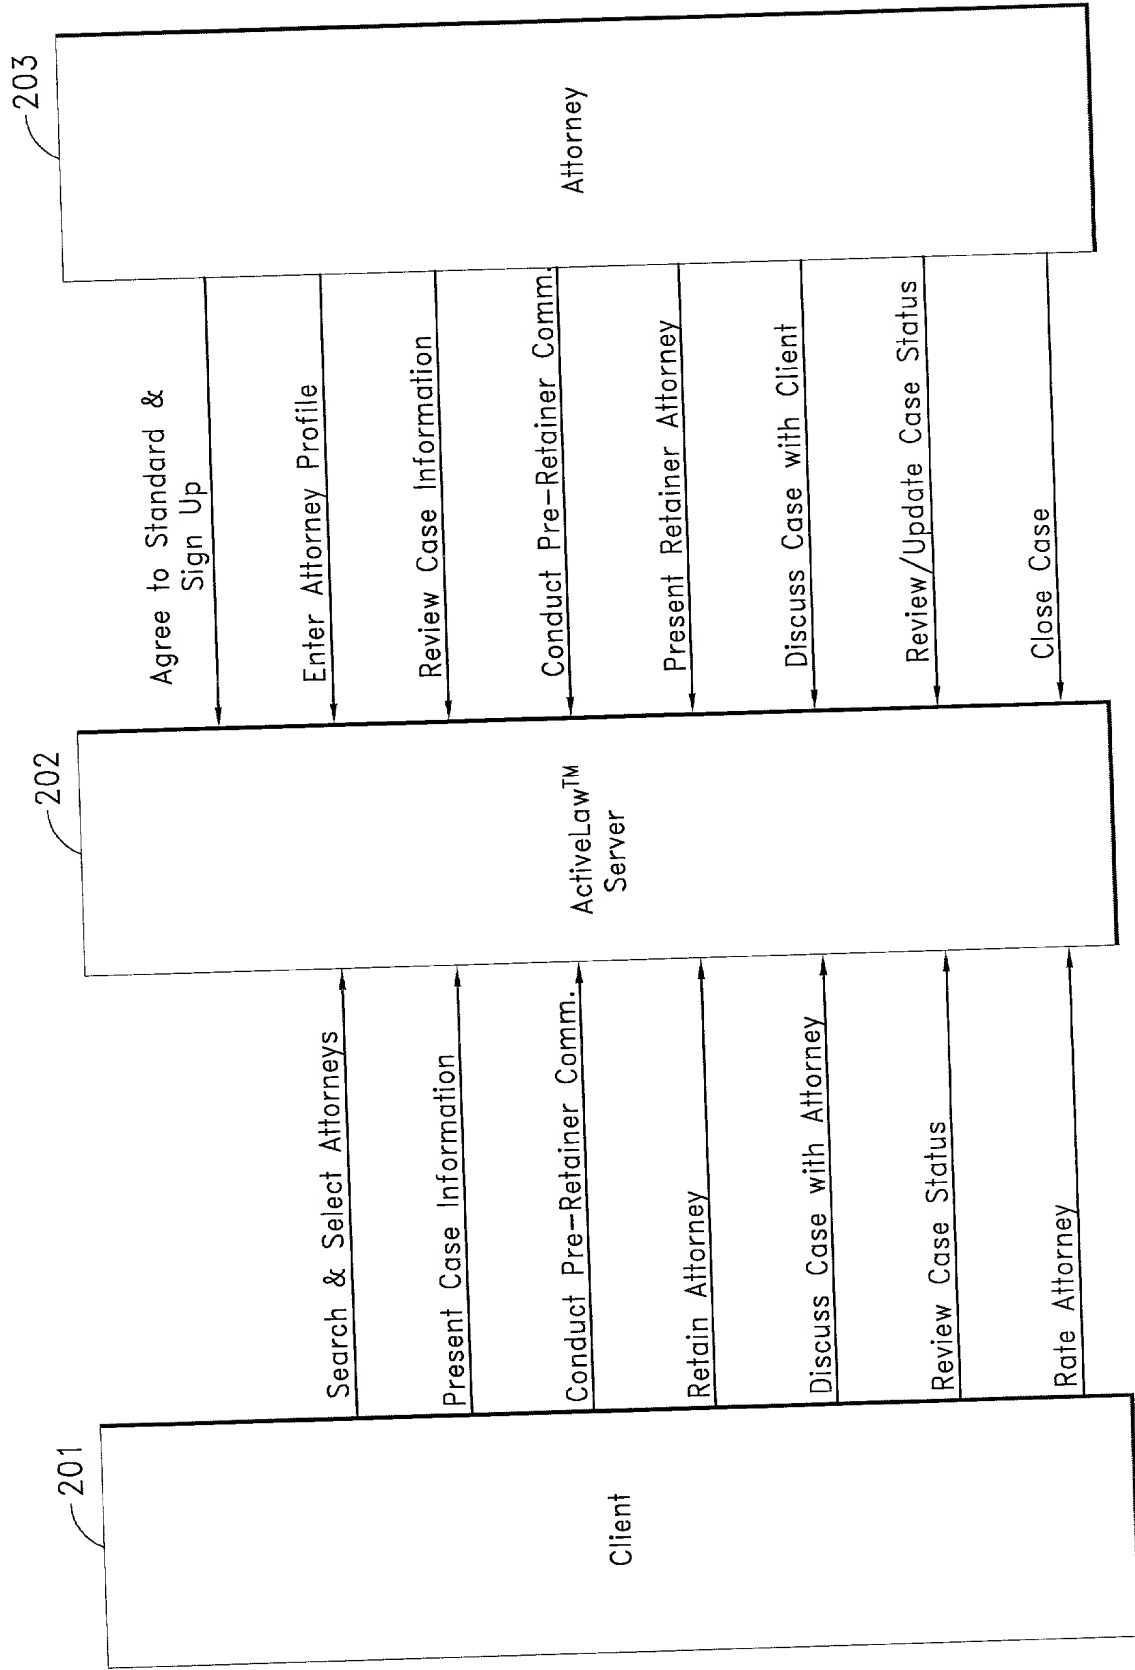 201
Client
Search & Select Attorneys
Present Case Information
Conduct Pre-Retainer Comm.
Retain Attorney
Discuss Case with Attorney
Review Case Status
Rate Attorney
202
ActiveLaw™
Server
Agree to Standard &
Sign Up
Enter Attorney Profile
Review Case Information
Conduct Pre-Retainer Comm.
Present Retainer Attorney
Discuss Case with Client
Review/Update Case Status
Close Case
203
Attorney